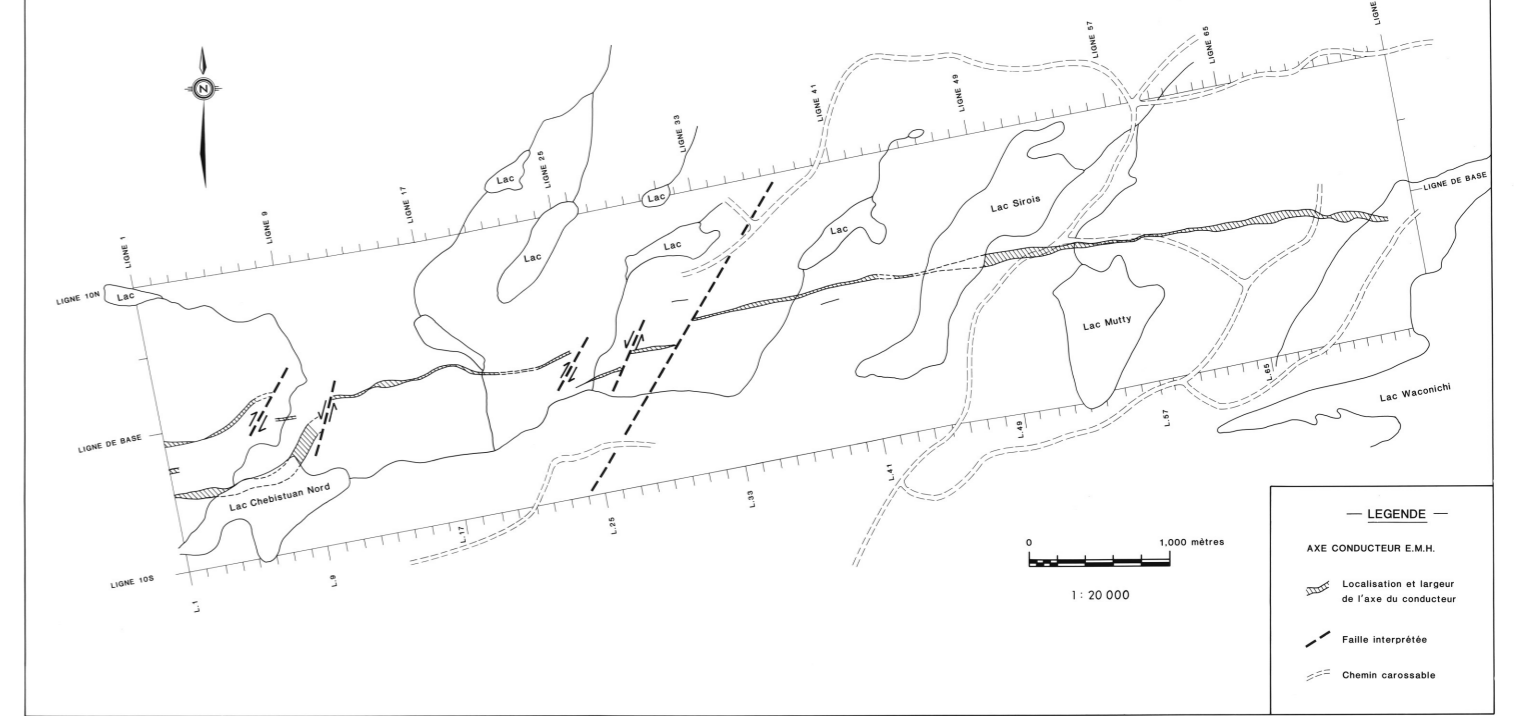 N
LIGNE 1
LIGNE 9
LIGNE 17
LIGNE 25
LIGNE 33
LIGNE 41
LIGNE 49
LIGNE 57
LIGNE 65
LIGNE
LIGNE 10N
Lac
Lac
Lac
Lac
Lac
Lac
Lac Sirois
LIGNE DE BASE
LIGNE DE BASE
Lac Mutty
Lac Chebistuan Nord
Lac Waconichi
LIGNE 10S
L.1
L.9
L.17
L.25
L.33
L.41
L.49
L.57
L.65
0 1,000 mètres
1 : 20 000
— LEGENDE —
AXE CONDUCTEUR E.M.H.
Localisation et largeur
de l'axe du conducteur
Faille interprêtée
Chemin carossable